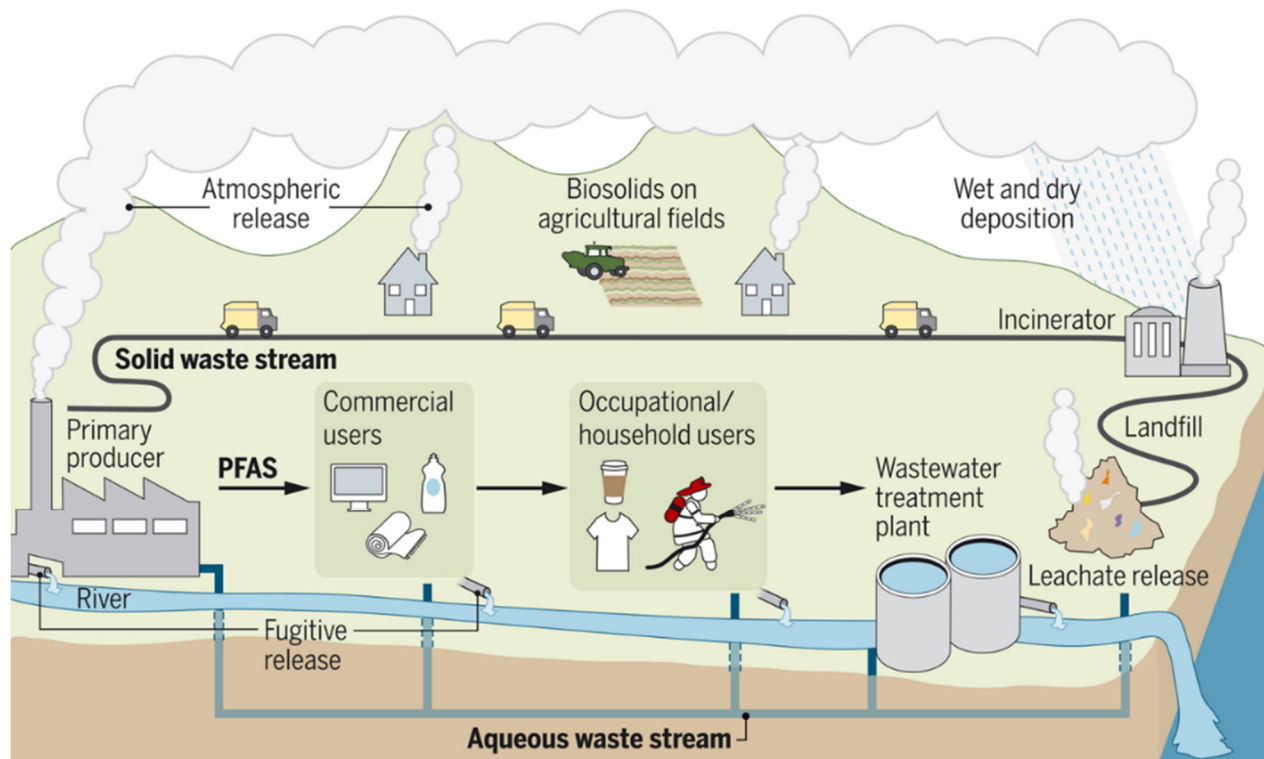 Atmospheric
release
Biosolids on
agricultural fields
Wet and dry
deposition
Incinerator
Solid waste stream
Primary
producer
PFAS
Commercial
users
Occupational/
household users
Wastewater
treatment
plant
Landfill
Leachate release
River
Fugitive
release
Aqueous waste stream